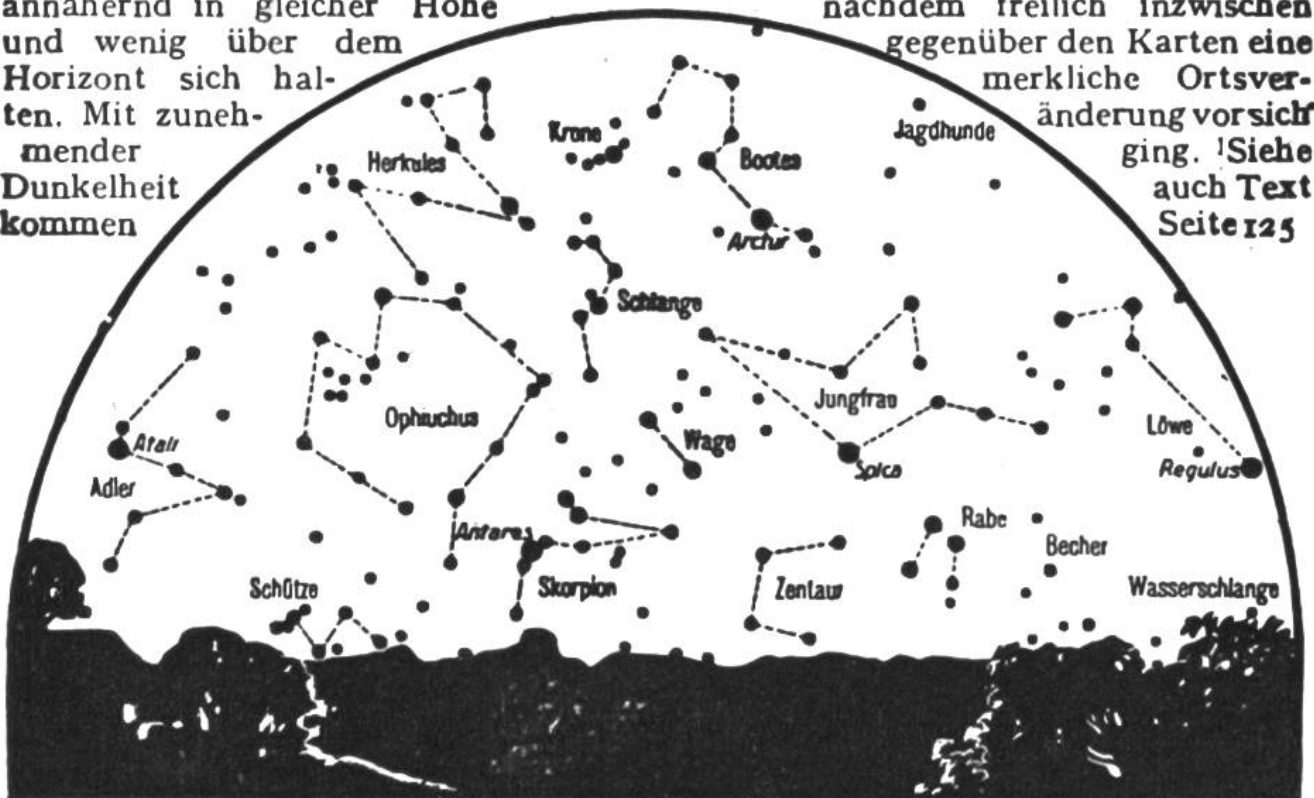 annähernd in gleicher Höhe
und wenig über dem
Horizont sich hal-
ten. Mit zuneh-
mender
Dunkelheit
kommen
nachdem freilich inzwischen
gegenüber den Karten eine
merkliche Ortsver-
änderung vor sich
ging. Siehe
auch Text
Seite 125
Krone
Jagdhunde
Herkules
Bootes
Arctur
Schlange
Jungfrau
Ophiuchus
Löwe
Atair
Wage
Spica
Regulus
Adler
Antares
Rabe
Becher
Schütze
Skorpion
Zentaur
Wasserschlange